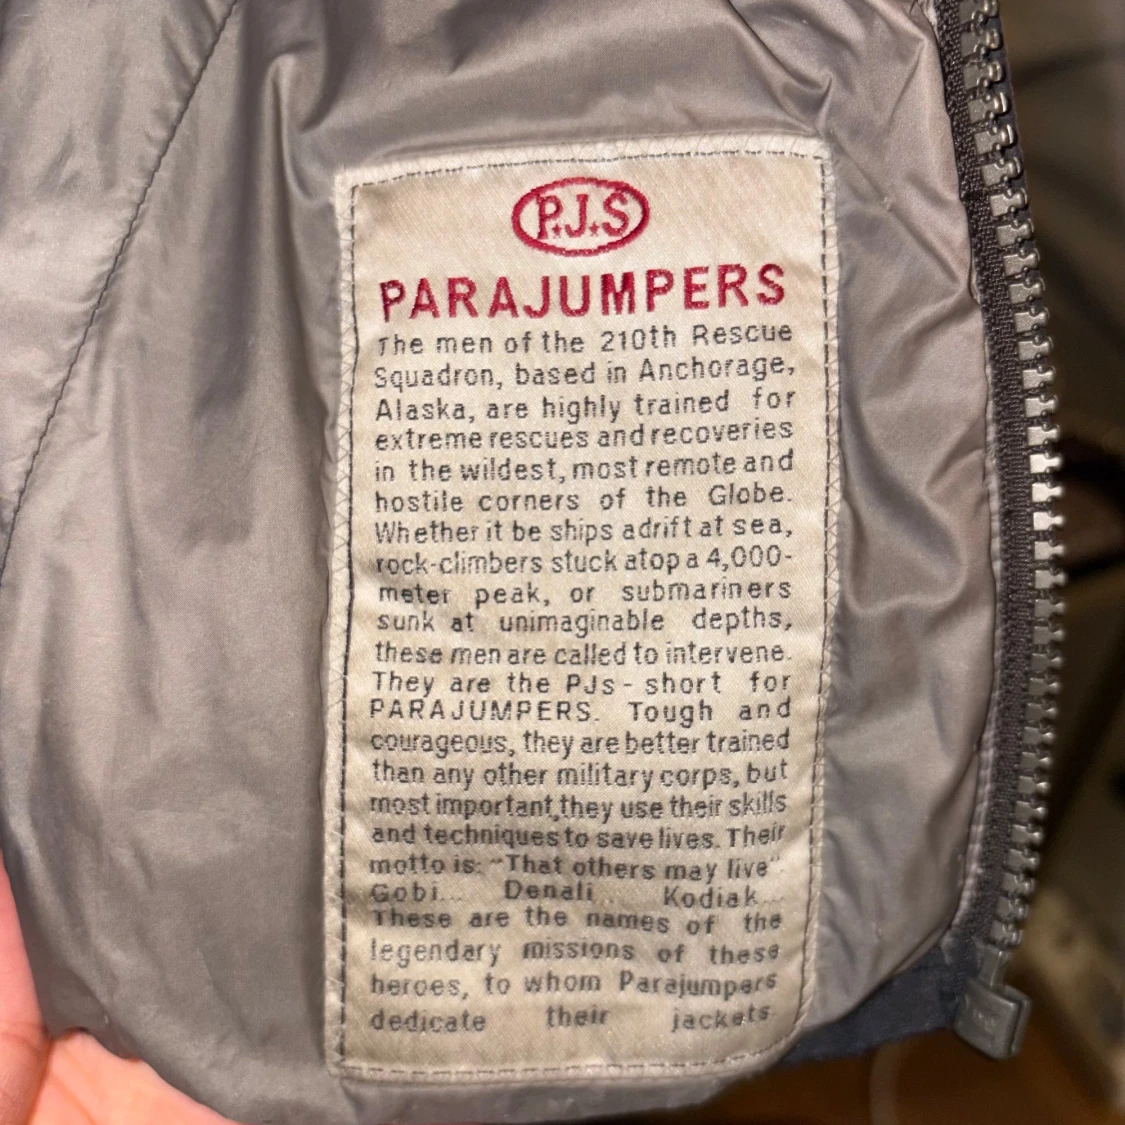 P.J.S
PARAJUMPERS
The men of the 210th Rescue
Squadron, based in Anchorage,
Alaska, are highly trained for
extreme rescues and recoveries
in the wildest, most remote and
hostile corners of the Globe.
Whether it be ships adrift at sea,
rock-climbers stuck atop a 4,000-
meter peak, or submariners
sunk at unimaginable depths,
these men are called to intervene.
They are the PJs - short for
PARAJUMPERS. Tough and
courageous, they are better trained
than any other military corps, but
most important, they use their skills
and techniques to save lives. Their
motto is: "That others may live"
Gobi... Denali... Kodiak...
These are the names of the
legendary missions of these
heroes, to whom Parajumpers
dedicate their jackets